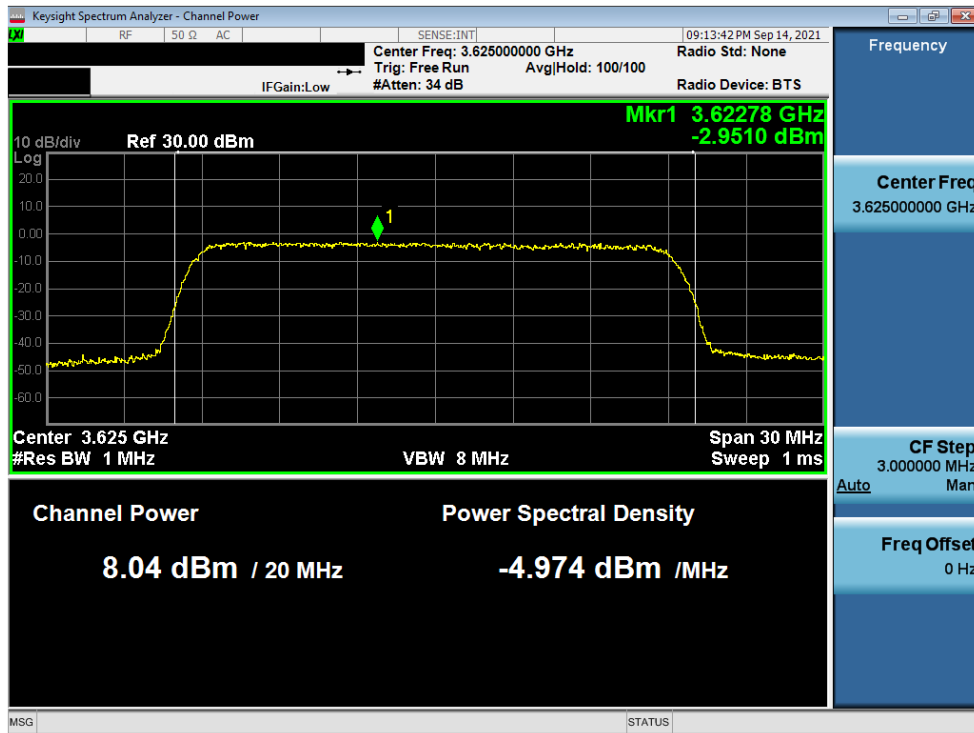 Keysight Spectrum Analyzer - Channel Power
LXI RF 50 Ω AC SENSE:INT 09:13:42 PM Sep 14, 2021
Center Freq: 3.625000000 GHz Radio Std: None
Trig: Free Run Avg|Hold: 100/100
IFGain:Low #Atten: 34 dB Radio Device: BTS
Mkr1 3.62278 GHz
-2.9510 dBm
10 dB/div Ref 30.00 dBm
Log
20.0
10.0
0.00
-10.0
-20.0
-30.0
-40.0
-50.0
-60.0
1
Center 3.625 GHz Span 30 MHz
#Res BW 1 MHz VBW 8 MHz Sweep 1 ms
Channel Power Power Spectral Density
8.04 dBm / 20 MHz -4.974 dBm /MHz
Frequency
Center Freq
3.625000000 GHz
CF Step
3.000000 MHz
Auto Man
Freq Offset
0 Hz
MSG STATUS